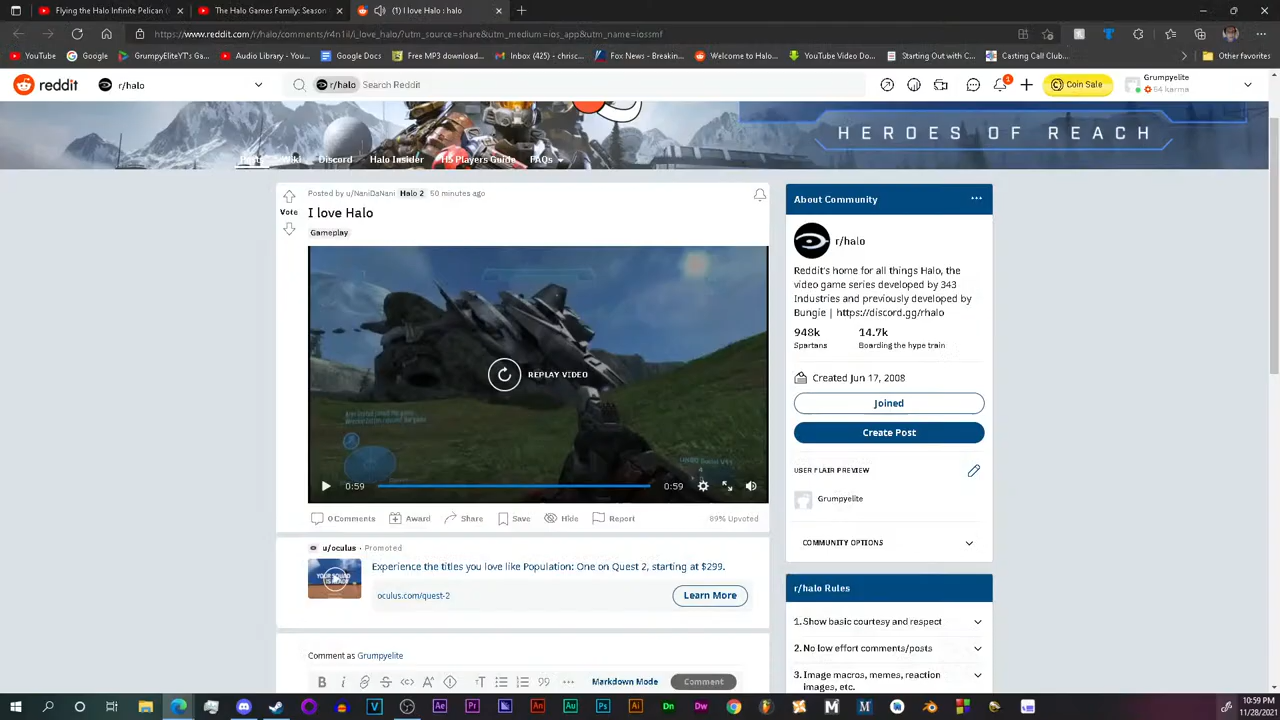 Flying the Halo Infinite Pelican (
The Halo Games Family: Season
(1) I love Halo : halo
https://www.reddit.com/r/halo/comments/r4n1il/i_love_halo/?utm_source=share&utm_medium=ios_app&utm_name=iossmf
YouTube
Google
GrumpyEliteYT's Ga...
Audio Library - You...
Google Docs
Free MP3 download...
Inbox (425) - chrisc...
Fox News - Breakin...
Welcome to Halo...
YouTube Video Do...
Starting Out with C...
Casting Call Club...
Other favorites
reddit
r/halo
r/halo
Search Reddit
1
Coin Sale
Grumpyelite
54 karma
HEROES OF REACH
Posts
Wiki
Discord
Halo Insider
H5 Players Guide
FAQs
Posted by u/NaniDaNani Halo 2 50 minutes ago
Vote
I love Halo
Gameplay
REPLAY VIDEO
0:59
0:59
0 Comments
Award
Share
Save
Hide
Report
89% Upvoted
u/oculus · Promoted
Experience the titles you love like Population: One on Quest 2, starting at $299.
oculus.com/quest-2
Learn More
Comment as Grumpyelite
Markdown Mode
Comment
About Community
r/halo
Reddit's home for all things Halo, the
video game series developed by 343
Industries and previously developed by
Bungie | https://discord.gg/rhalo
948k
14.7k
Spartans
Boarding the hype train
Created Jun 17, 2008
Joined
Create Post
USER FLAIR PREVIEW
Grumpyelite
COMMUNITY OPTIONS
r/halo Rules
1. Show basic courtesy and respect
2. No low effort comments/posts
3. Image macros, memes, reaction
images, etc.
10:59 PM
11/28/2021